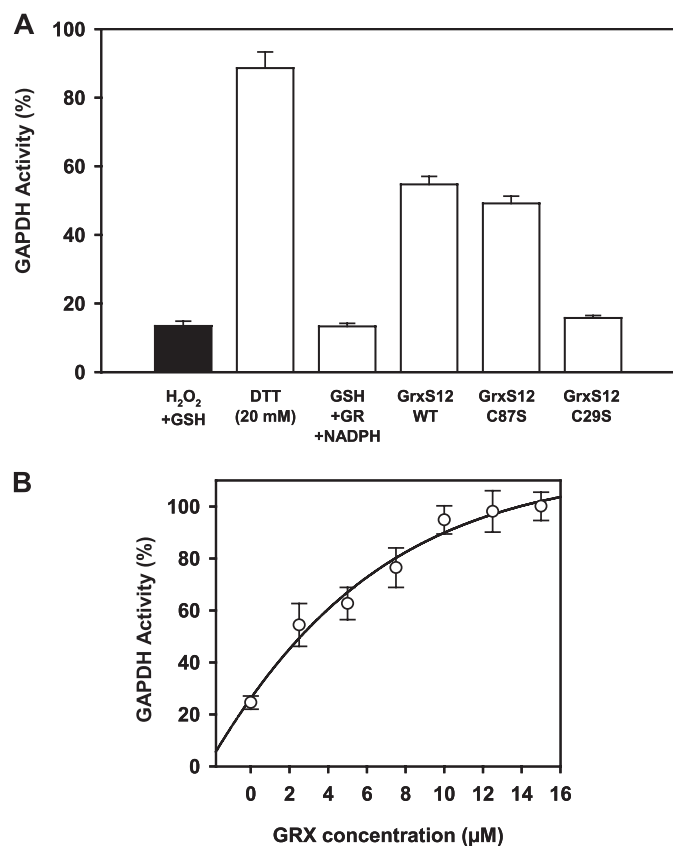 A
100
80
60
40
20
0
GAPDH Activity (%)
H₂O₂ +GSH
DTT (20 mM)
GSH +GR +NADPH
GrxS12 WT
GrxS12 C87S
GrxS12 C29S
B
100
80
60
40
20
0
GAPDH Activity (%)
0 2 4 6 8 10 12 14 16
GRX concentration (µM)